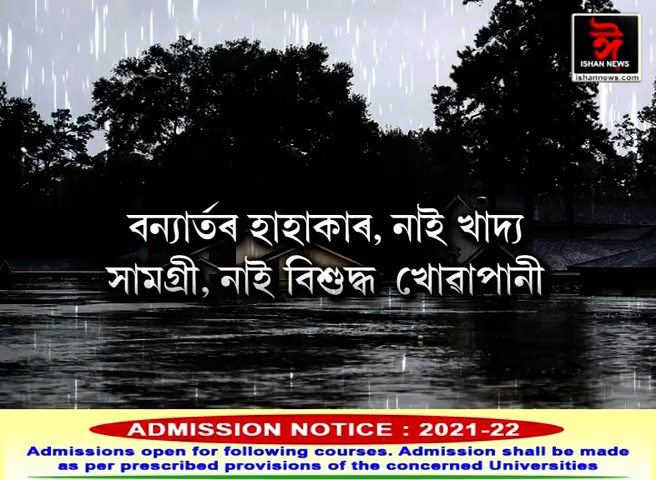 ঈ
ISHAN NEWS
ishannews.com
বন্যাৰ্তৰ হাহাকাৰ, নাই খাদ্য
সামগ্ৰী, নাই বিশুদ্ধ খোৱাপানী
ADMISSION NOTICE : 2021-22
Admissions open for following courses. Admission shall be made
as per prescribed provisions of the concerned Universities